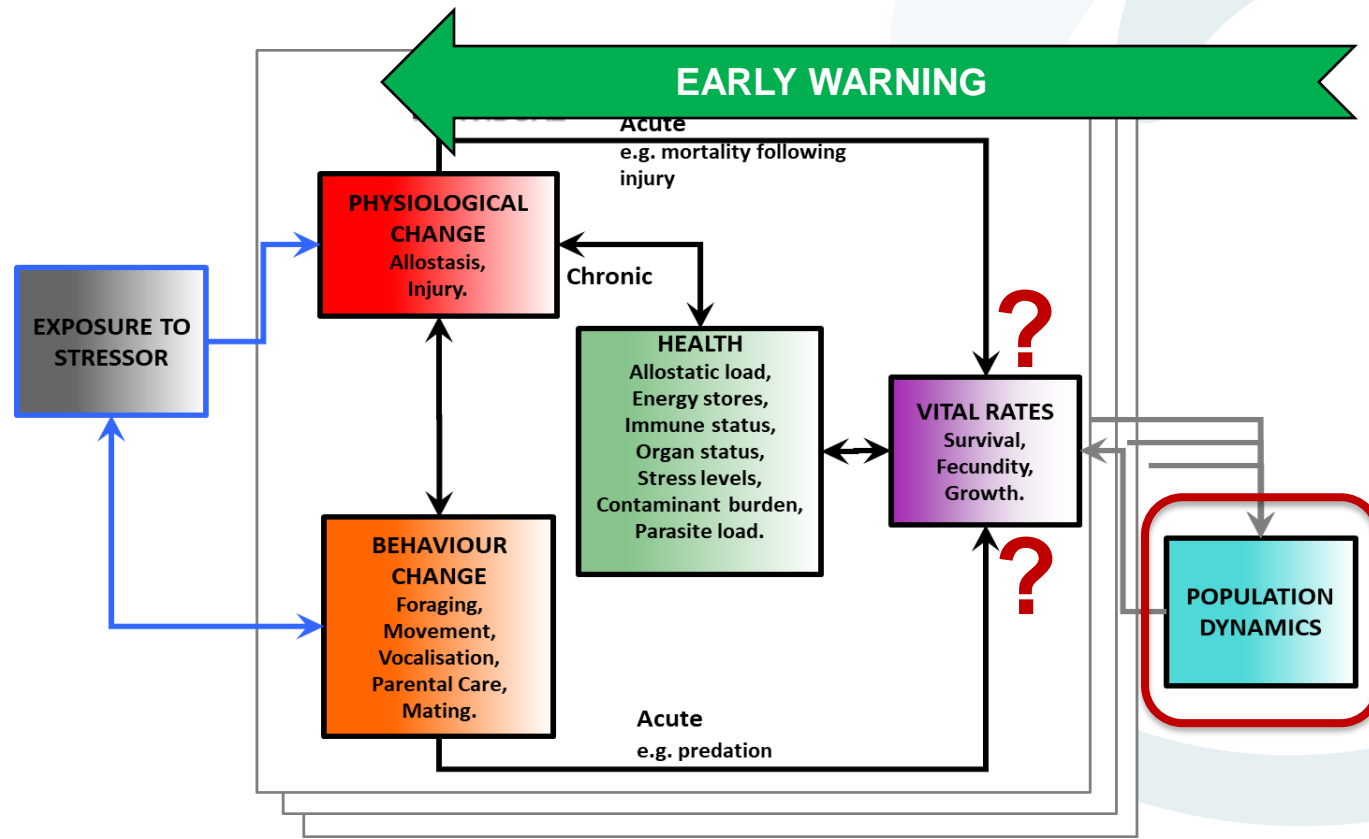 EARLY WARNING
Acute
e.g. mortality following
injury
PHYSIOLOGICAL
CHANGE
Allostasis,
Injury.
Chronic
EXPOSURE TO
STRESSOR
HEALTH
Allostatic load,
Energy stores,
Immune status,
Organ status,
Stress levels,
Contaminant burden,
Parasite load.
?
VITAL RATES
Survival,
Fecundity,
Growth.
?
BEHAVIOUR
CHANGE
Foraging,
Movement,
Vocalisation,
Parental Care,
Mating.
POPULATION
DYNAMICS
Acute
e.g. predation